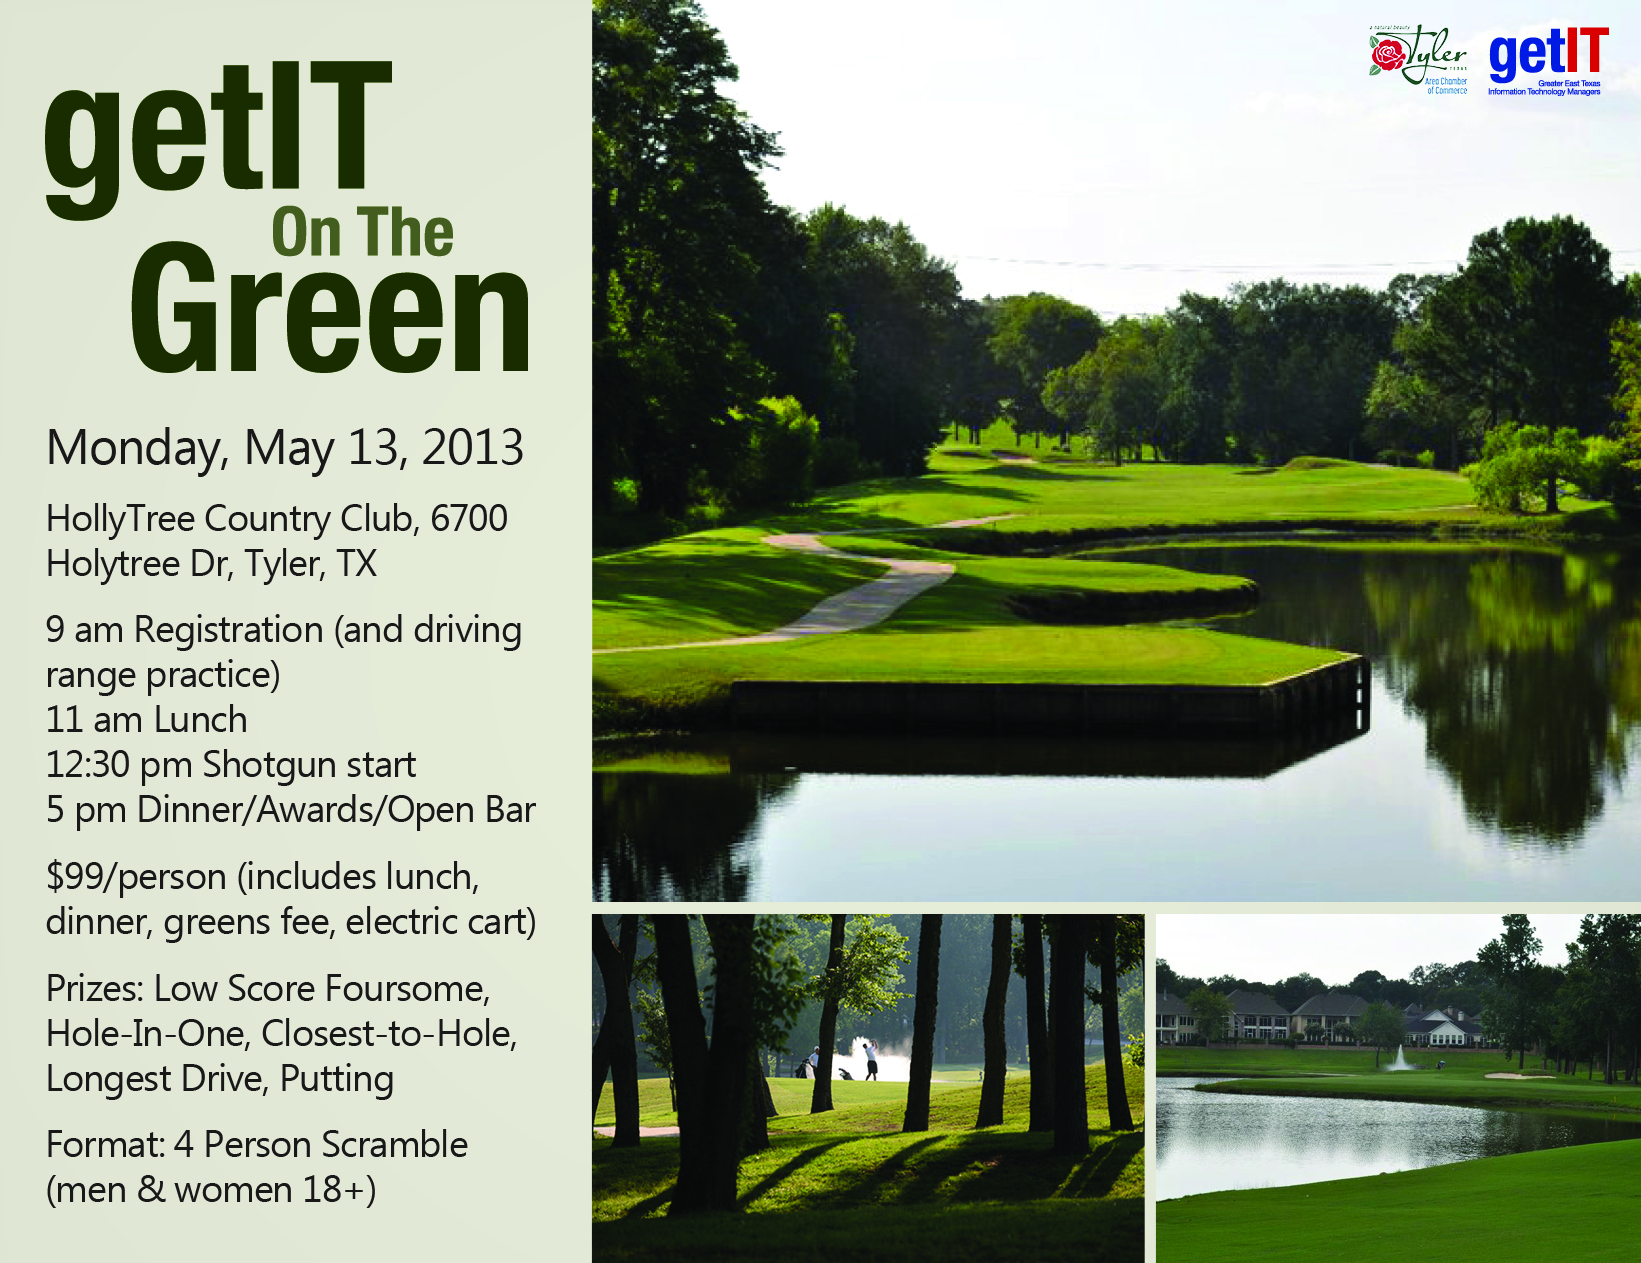 getIT
On The
Green
Monday, May 13, 2013
HollyTree Country Club, 6700
Holytree Dr, Tyler, TX
9 am Registration (and driving
range practice)
11 am Lunch
12:30 pm Shotgun start
5 pm Dinner/Awards/Open Bar
$99/person (includes lunch,
dinner, greens fee, electric cart)
Prizes: Low Score Foursome,
Hole-In-One, Closest-to-Hole,
Longest Drive, Putting
Format: 4 Person Scramble
(men & women 18+)
a natural beauty
Tyler
TEXAS
Area Chamber
of Commerce
getIT
Greater East Texas
Information Technology Managers